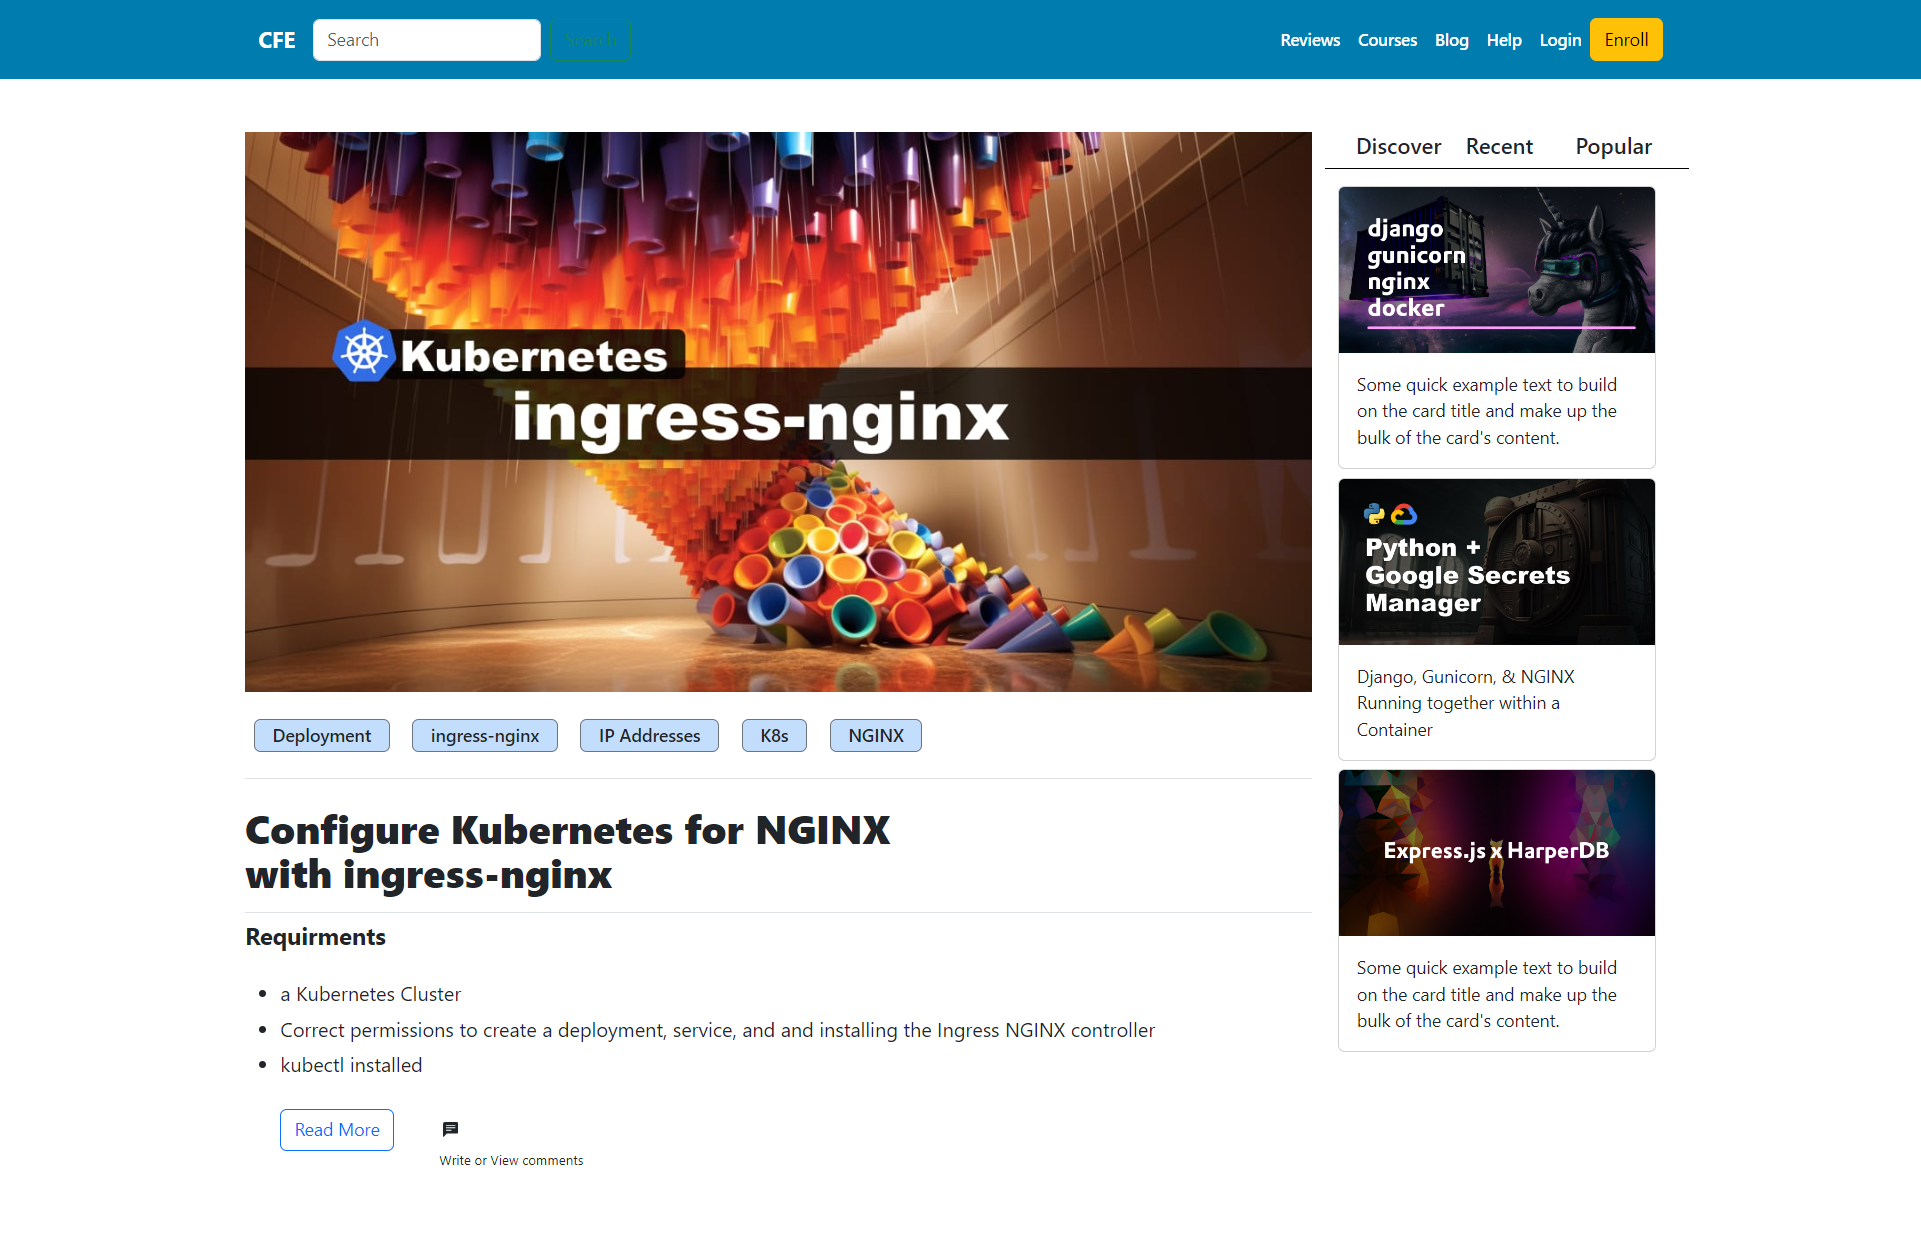 CFE Search Search Reviews Courses Blog Help Login Enroll
Kubernetes
ingress-nginx
Deployment ingress-nginx IP Addresses K8s NGINX
Configure Kubernetes for NGINX
with ingress-nginx
Requirments
a Kubernetes Cluster
Correct permissions to create a deployment, service, and and installing the Ingress NGINX controller
kubectl installed
Read More
Write or View comments
Discover Recent Popular
django
gunicorn
nginx
docker
Some quick example text to build
on the card title and make up the
bulk of the card's content.
Python +
Google Secrets
Manager
Django, Gunicorn, & NGINX
Running together within a
Container
Express.js x HarperDB
Some quick example text to build
on the card title and make up the
bulk of the card's content.